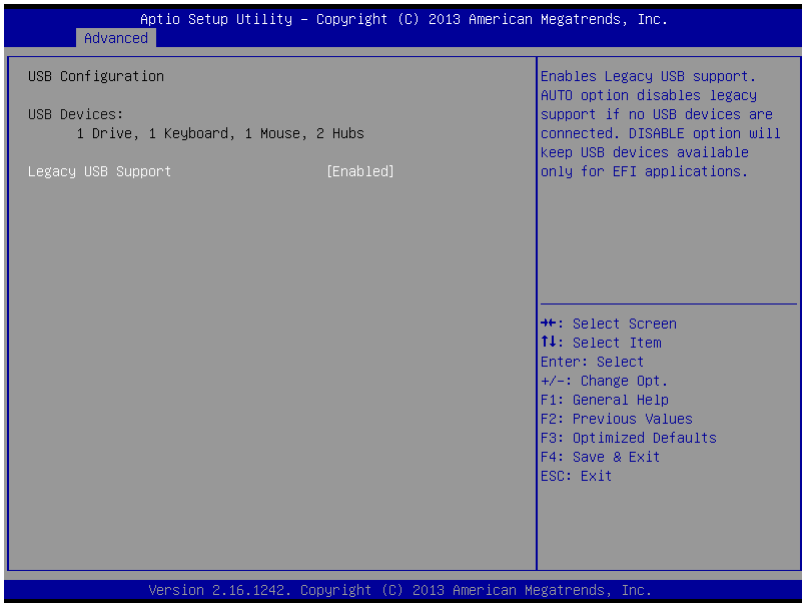 Aptio Setup Utility – Copyright (C) 2013 American Megatrends, Inc.
Advanced
USB Configuration
USB Devices:
1 Drive, 1 Keyboard, 1 Mouse, 2 Hubs
Legacy USB Support [Enabled]
Enables Legacy USB support.
AUTO option disables legacy
support if no USB devices are
connected. DISABLE option will
keep USB devices available
only for EFI applications.
→←: Select Screen
↑↓: Select Item
Enter: Select
+/-: Change Opt.
F1: General Help
F2: Previous Values
F3: Optimized Defaults
F4: Save & Exit
ESC: Exit
Version 2.16.1242. Copyright (C) 2013 American Megatrends, Inc.